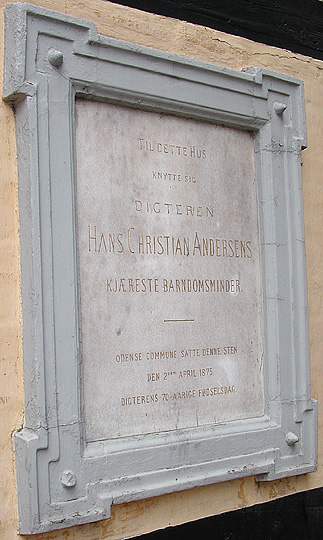 TIL DETTE HUS
KNYTTE SIG
DIGTEREN
HANS CHRISTIAN ANDERSENS
KJÆRESTE BARNDOMSMINDER.
ODENSE COMMUNE SATTE DENNE STEN
DEN 2DEN APRIL 1875
DIGTERENS 70-AARIGE FØDSELSDAG.